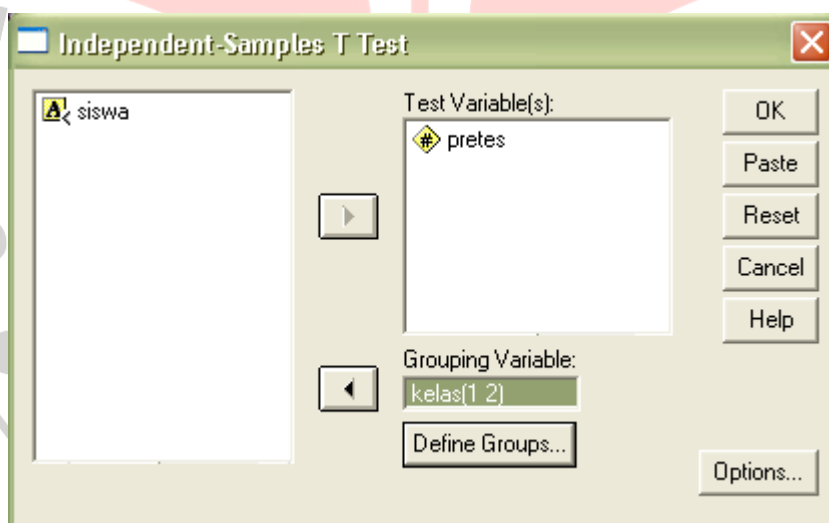 Independent-Samples T Test
siswa
Test Variable(s):
pretes
OK
Paste
Reset
Cancel
Help
Grouping Variable:
kelas(1 2)
Define Groups...
Options...